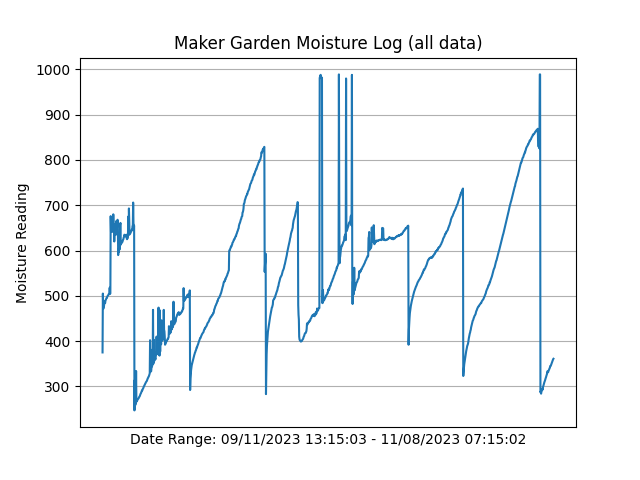 Maker Garden Moisture Log (all data)
1000
900
800
700
600
500
400
300
Moisture Reading
Date Range: 09/11/2023 13:15:03 - 11/08/2023 07:15:02